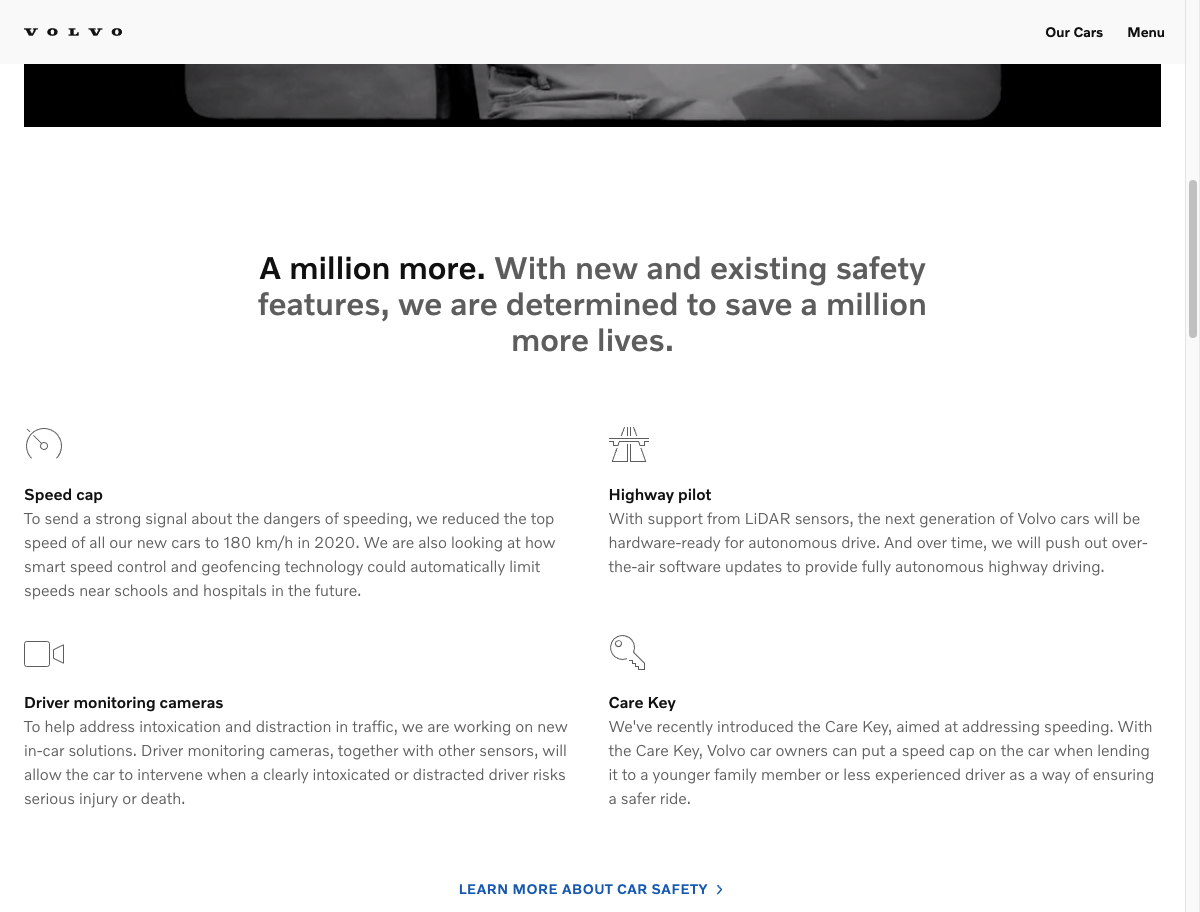 VOLVO
Our Cars
Menu
A million more. With new and existing safety
features, we are determined to save a million
more lives.
Speed cap
To send a strong signal about the dangers of speeding, we reduced the top
speed of all our new cars to 180 km/h in 2020. We are also looking at how
smart speed control and geofencing technology could automatically limit
speeds near schools and hospitals in the future.
Highway pilot
With support from LiDAR sensors, the next generation of Volvo cars will be
hardware-ready for autonomous drive. And over time, we will push out over-
the-air software updates to provide fully autonomous highway driving.
Driver monitoring cameras
To help address intoxication and distraction in traffic, we are working on new
in-car solutions. Driver monitoring cameras, together with other sensors, will
allow the car to intervene when a clearly intoxicated or distracted driver risks
serious injury or death.
Care Key
We've recently introduced the Care Key, aimed at addressing speeding. With
the Care Key, Volvo car owners can put a speed cap on the car when lending
it to a younger family member or less experienced driver as a way of ensuring
a safer ride.
LEARN MORE ABOUT CAR SAFETY